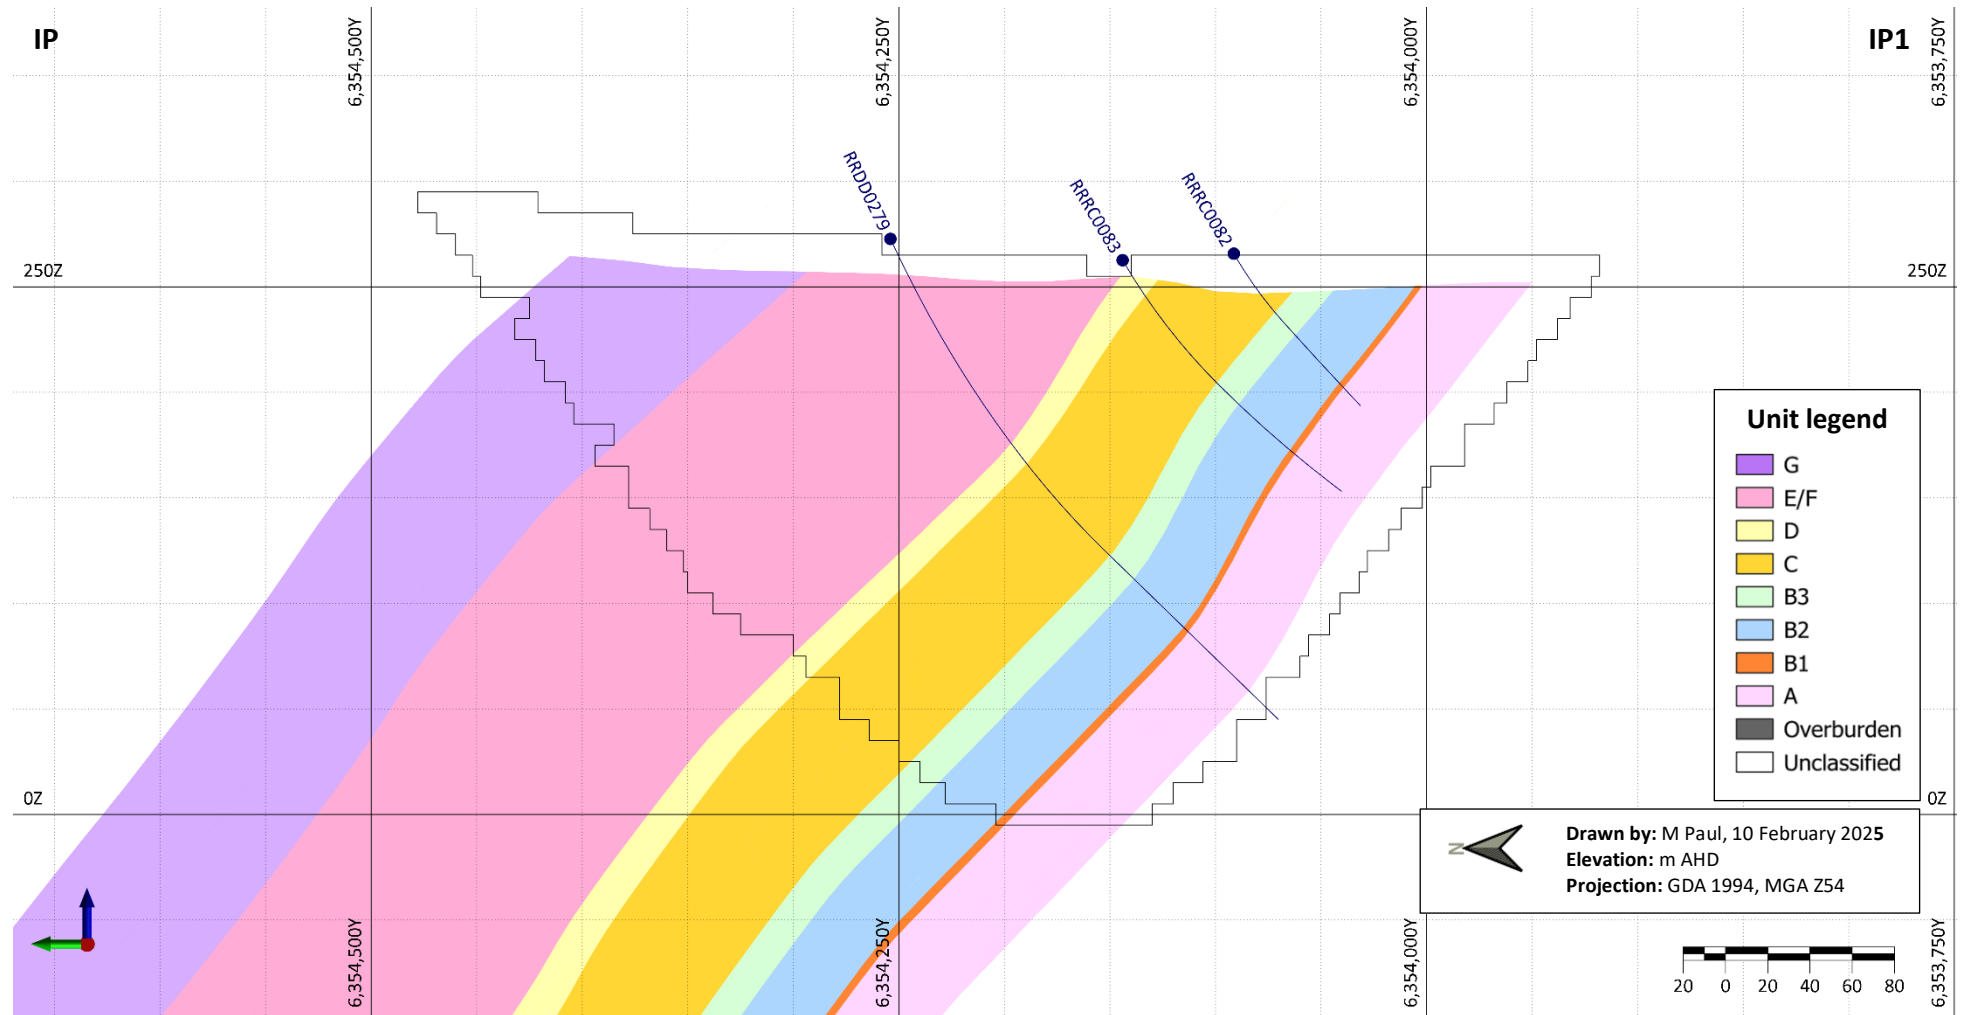 IP
IP1
6,354,500Y
6,354,250Y
6,354,000Y
6,353,750Y
RRDD0279
RRRC0083
RRRC0082
250Z
250Z
Unit legend
G
E/F
D
C
B3
B2
B1
A
Overburden
Unclassified
0Z
0Z
N
Drawn by: M Paul, 10 February 2025
Elevation: m AHD
Projection: GDA 1994, MGA Z54
6,354,500Y
6,354,250Y
6,354,000Y
6,353,750Y
20 0 20 40 60 80